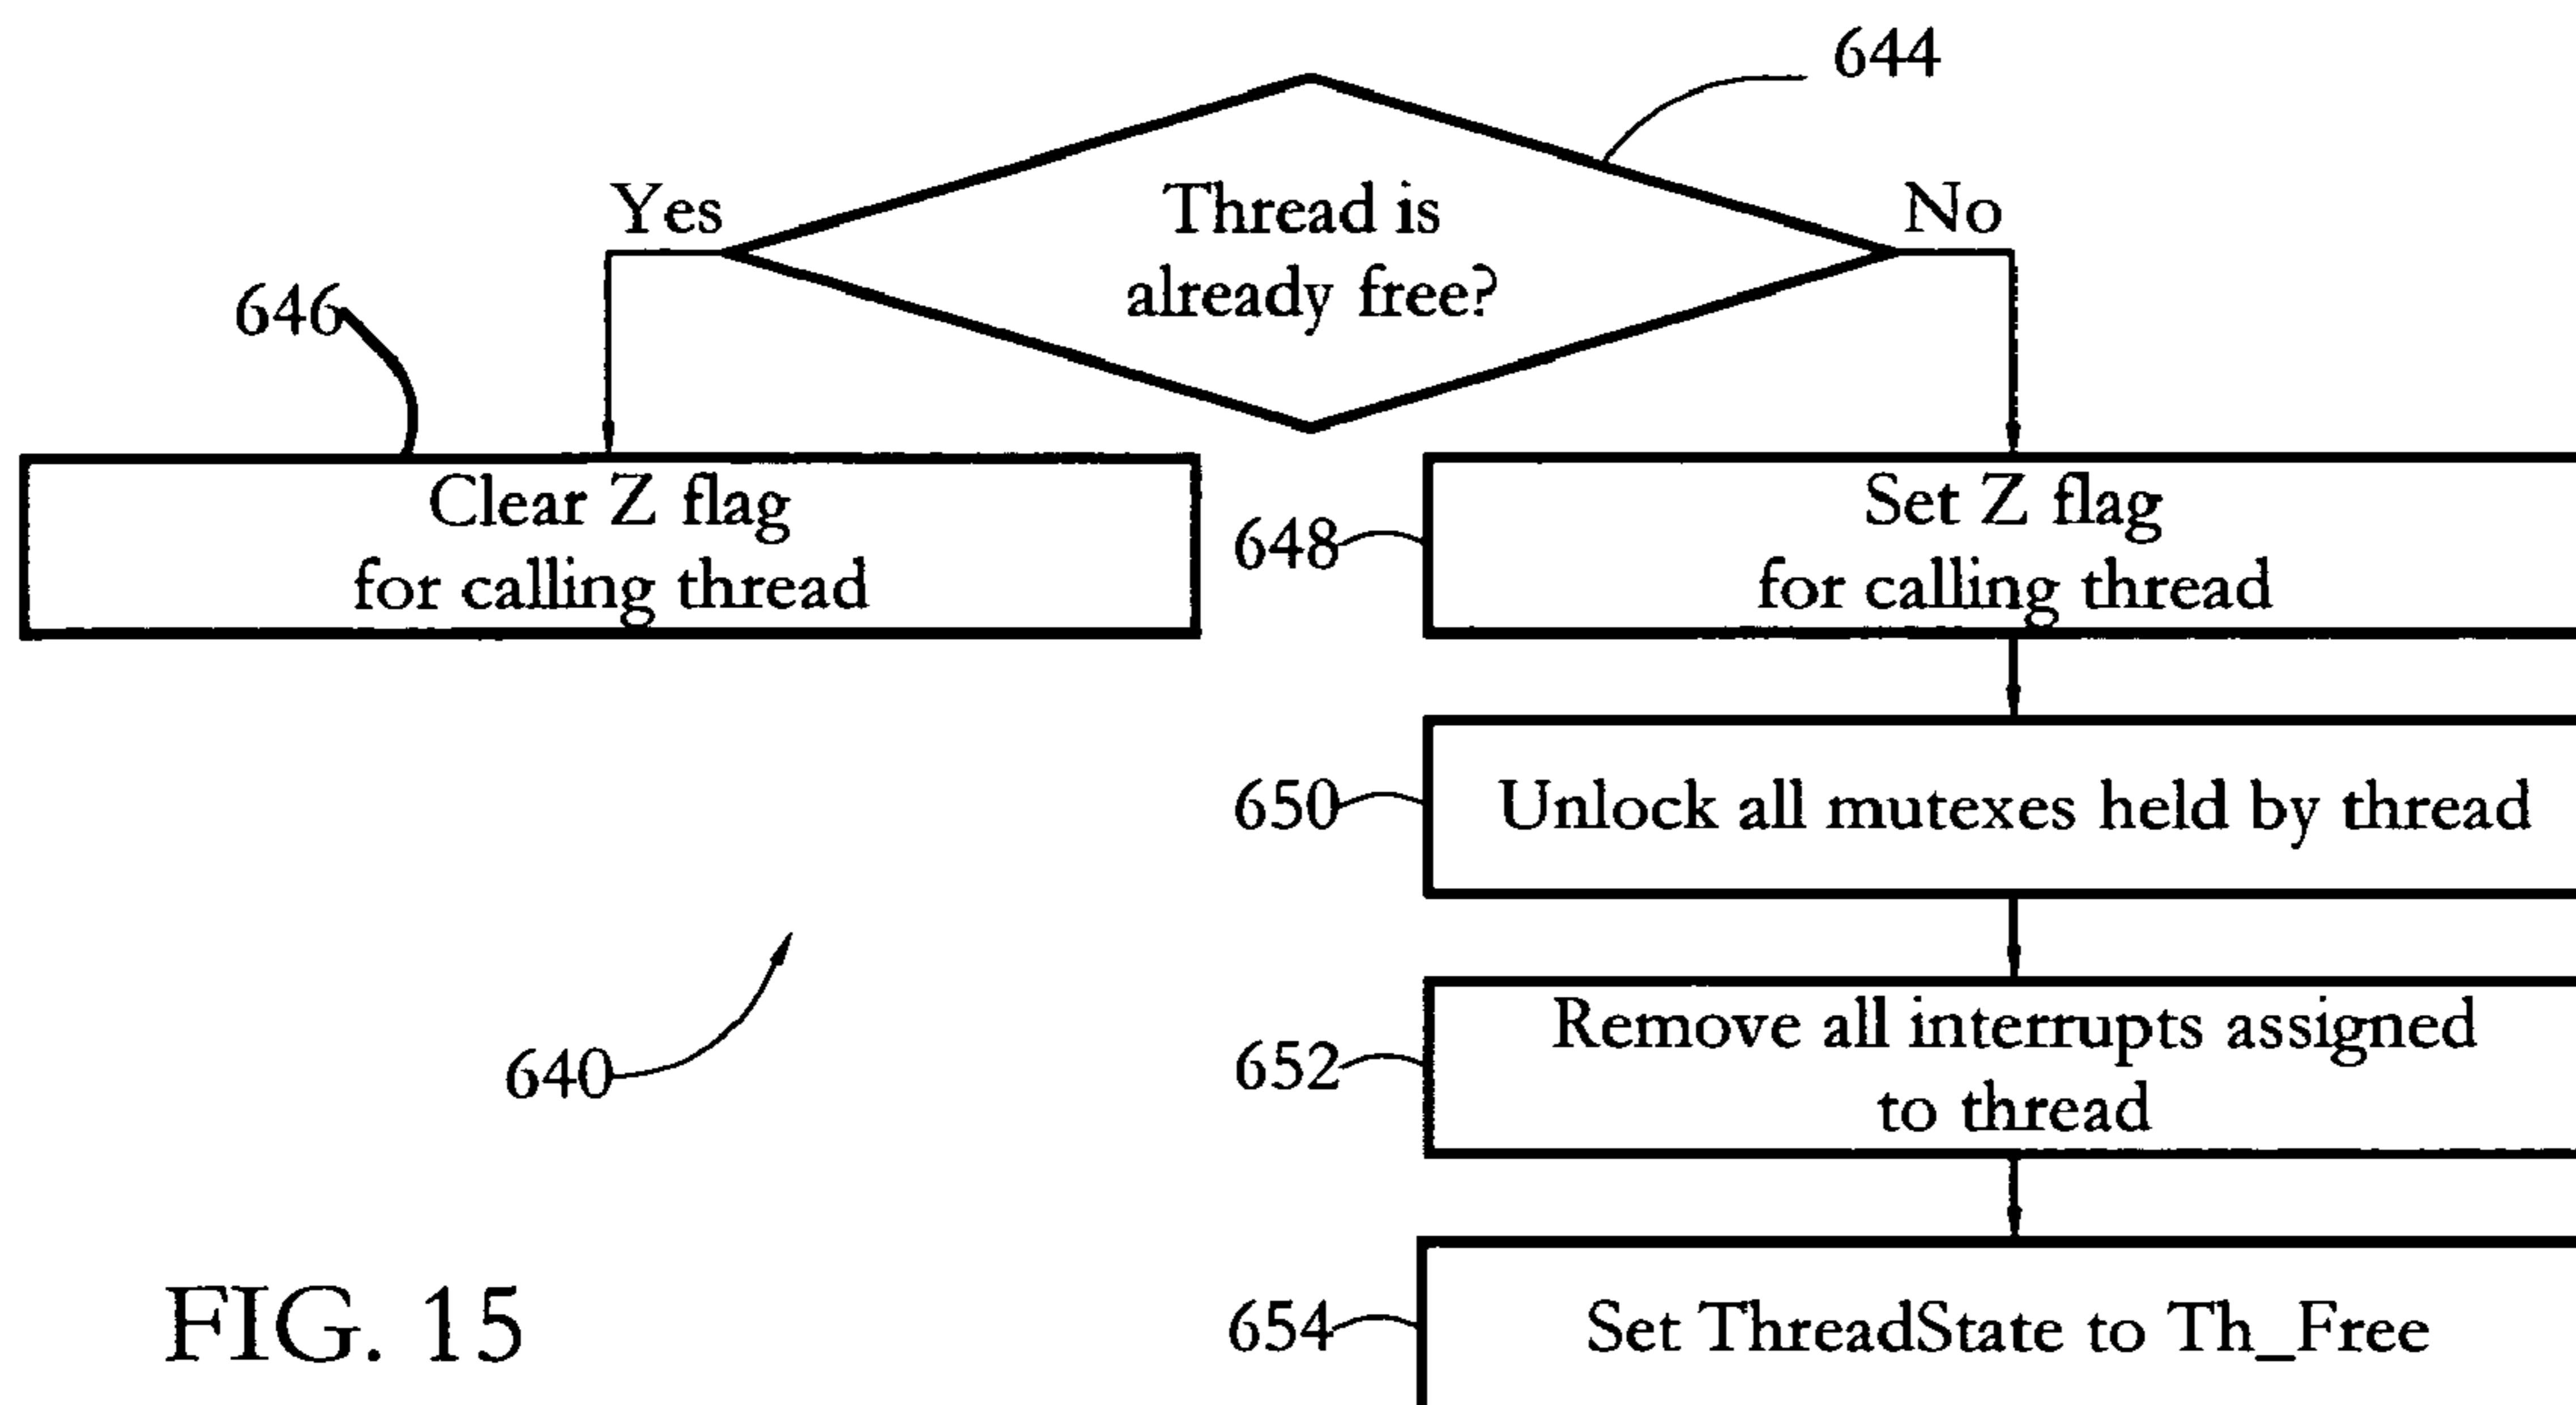 644
Thread is
already free?
Yes
No
646
Clear Z flag
for calling thread
648
Set Z flag
for calling thread
650
Unlock all mutexes held by thread
652
Remove all interrupts assigned
to thread
640
654
Set ThreadState to Th_Free
FIG. 15